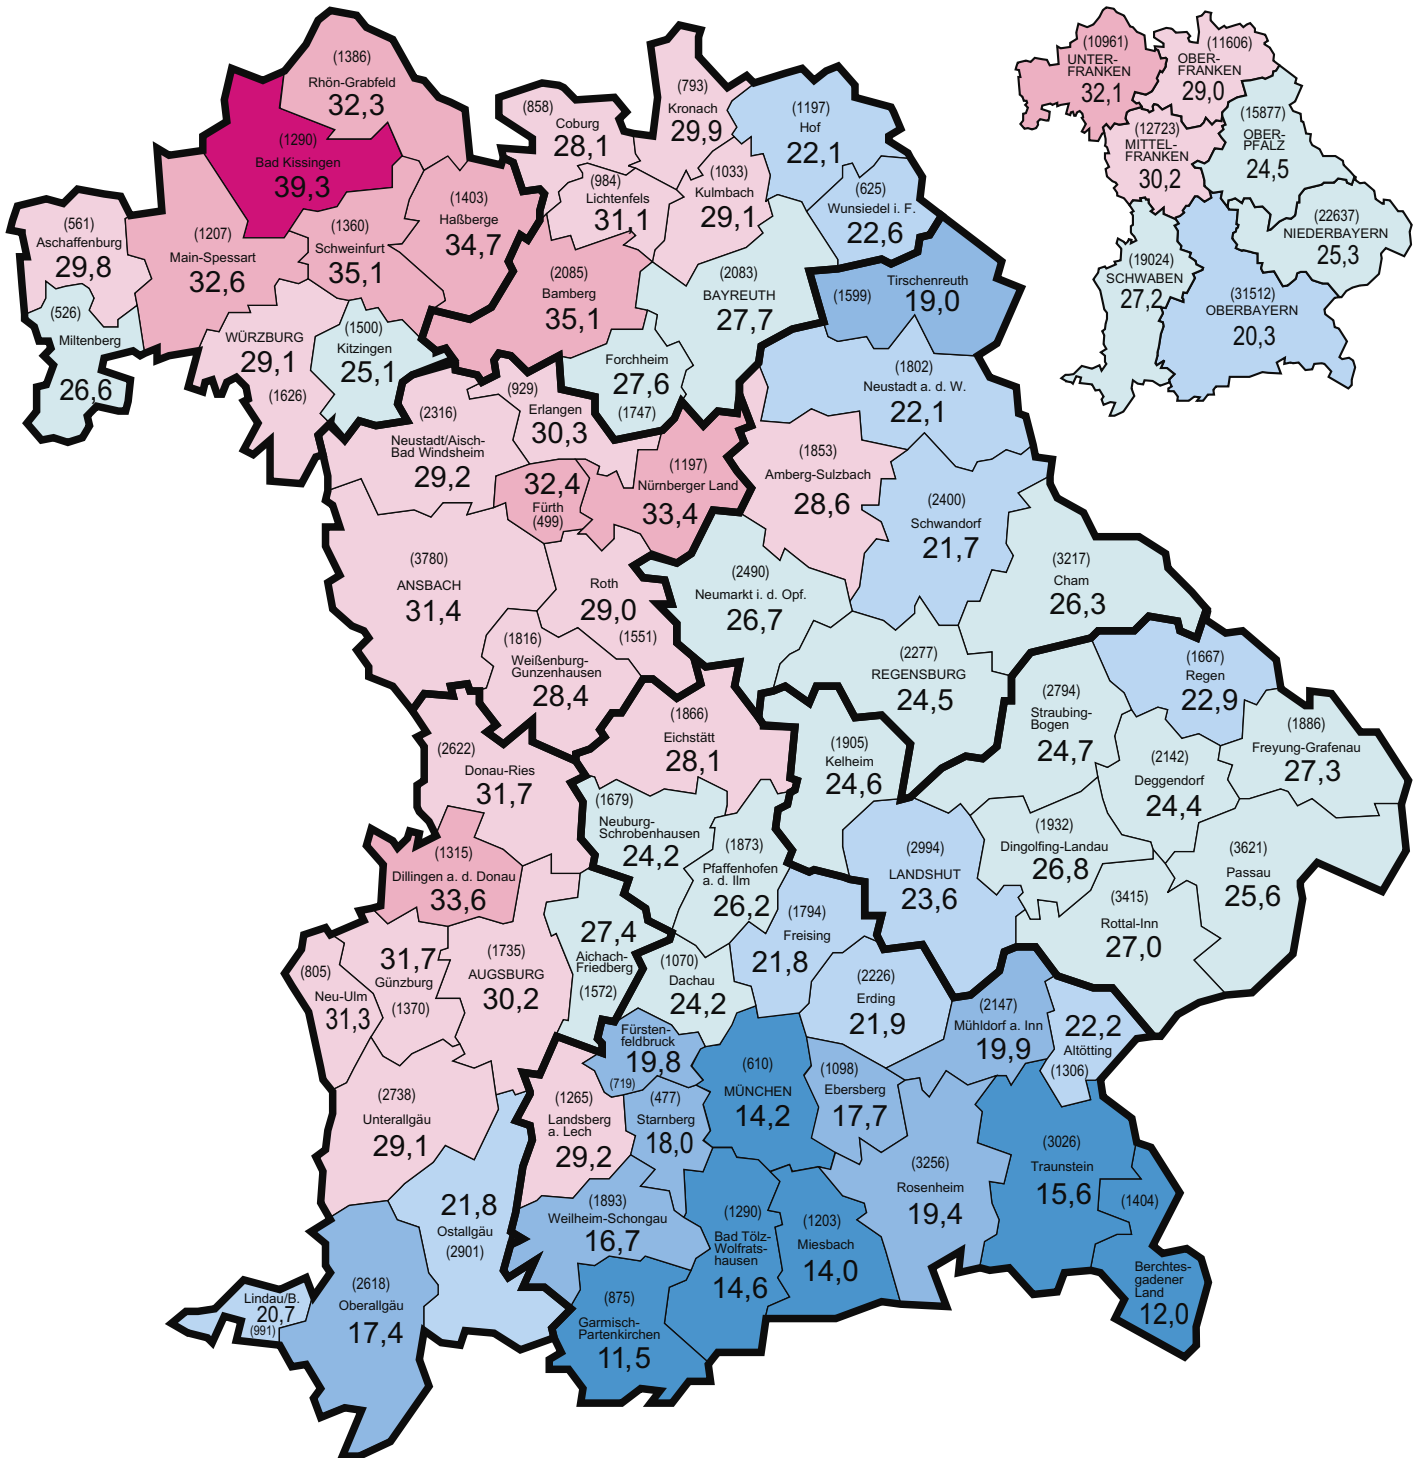 (1386)
Rhön-Grabfeld
32,3
(1290)
Bad Kissingen
39,3
(561)
Aschaffenburg
29,8
(1207)
Main-Spessart
32,6
(1360)
Schweinfurt
35,1
(1403)
Haßberge
34,7
(526)
Miltenberg
26,6
WÜRZBURG
29,1
(1626)
(1500)
Kitzingen
25,1
(858)
Coburg
28,1
(793)
Kronach
29,9
(1197)
Hof
22,1
(984)
Lichtenfels
31,1
(1033)
Kulmbach
29,1
(625)
Wunsiedel i. F.
22,6
(2085)
Bamberg
35,1
(2083)
BAYREUTH
27,7
Forchheim
27,6
(1747)
Tirschenreuth
(1599)
19,0
(1802)
Neustadt a. d. W.
22,1
(2316)
Neustadt/Aisch-
Bad Windsheim
29,2
(929)
Erlangen
30,3
32,4
Fürth
(499)
(1197)
Nürnberger Land
33,4
(1853)
Amberg-Sulzbach
28,6
(2400)
Schwandorf
21,7
(3780)
ANSBACH
31,4
Roth
29,0
(1551)
(1816)
Weißenburg-
Gunzenhausen
28,4
(2490)
Neumarkt i. d. Opf.
26,7
(3217)
Cham
26,3
(2277)
REGENSBURG
24,5
(1667)
Regen
22,9
(2794)
Straubing-
Bogen
24,7
(1886)
Freyung-Grafenau
27,3
(2142)
Deggendorf
24,4
(1866)
Eichstätt
28,1
(1905)
Kelheim
24,6
(2622)
Donau-Ries
31,7
(1679)
Neuburg-
Schrobenhausen
24,2
(1873)
Pfaffenhofen
a. d. Ilm
26,2
(1315)
Dillingen a. d. Donau
33,6
(2994)
LANDSHUT
23,6
(1932)
Dingolfing-Landau
26,8
(3621)
Passau
25,6
(3415)
Rottal-Inn
27,0
(805)
Neu-Ulm
31,3
31,7
Günzburg
(1370)
(1735)
AUGSBURG
30,2
27,4
Aichach-
Friedberg
(1572)
(1070)
Dachau
24,2
(1794)
Freising
21,8
(2226)
Erding
21,9
(2147)
Mühldorf a. Inn
19,9
22,2
Altötting
(1306)
Fürsten-
feldbruck
19,8
(719)
(610)
MÜNCHEN
14,2
(1098)
Ebersberg
17,7
(2738)
Unterallgäu
29,1
(1265)
Landsberg
a. Lech
29,2
(477)
Starnberg
18,0
(3256)
Rosenheim
19,4
(3026)
Traunstein
15,6
(1404)
Berchtes-
gadener
Land
12,0
21,8
Ostallgäu
(2901)
(1893)
Weilheim-Schongau
16,7
(1290)
Bad Tölz-
Wolfrats-
hausen
14,6
(1203)
Miesbach
14,0
Lindau/B.
20,7
(991)
(2618)
Oberallgäu
17,4
(875)
Garmisch-
Partenkirchen
11,5
(10961)
UNTER-
FRANKEN
32,1
(11606)
OBER-
FRANKEN
29,0
(12723)
MITTEL-
FRANKEN
30,2
(15877)
OBER-
PFALZ
24,5
(22637)
NIEDERBAYERN
25,3
(19024)
SCHWABEN
27,2
(31512)
OBERBAYERN
20,3